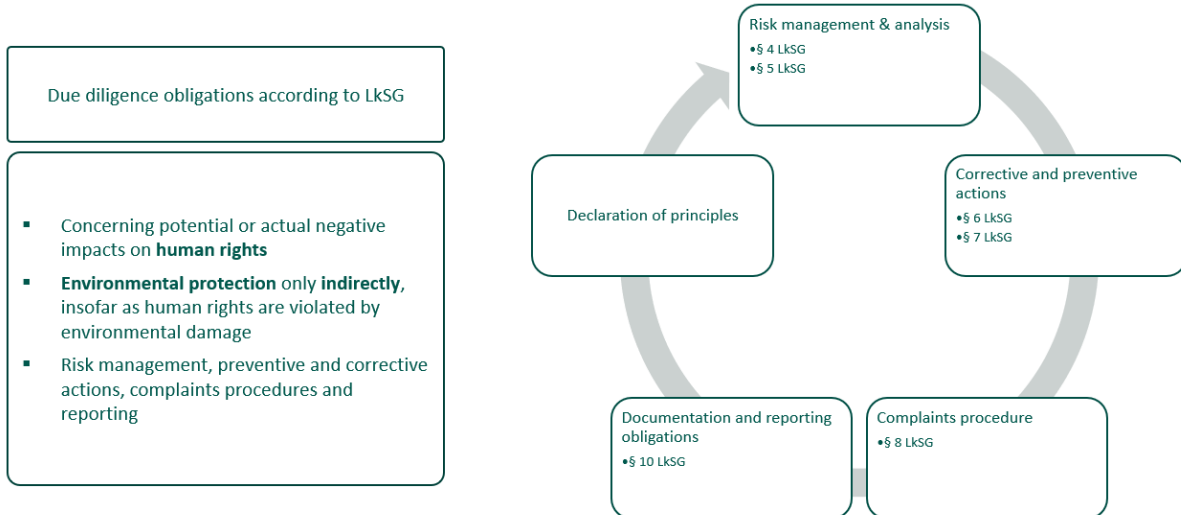 Due diligence obligations according to LkSG
▪ Concerning potential or actual negative
impacts on human rights
▪ Environmental protection only indirectly,
insofar as human rights are violated by
environmental damage
▪ Risk management, preventive and corrective
actions, complaints procedures and
reporting
Risk management & analysis
•§ 4 LkSG
•§ 5 LkSG
Corrective and preventive
actions
•§ 6 LkSG
•§ 7 LkSG
Complaints procedure
•§ 8 LkSG
Documentation and reporting
obligations
•§ 10 LkSG
Declaration of principles